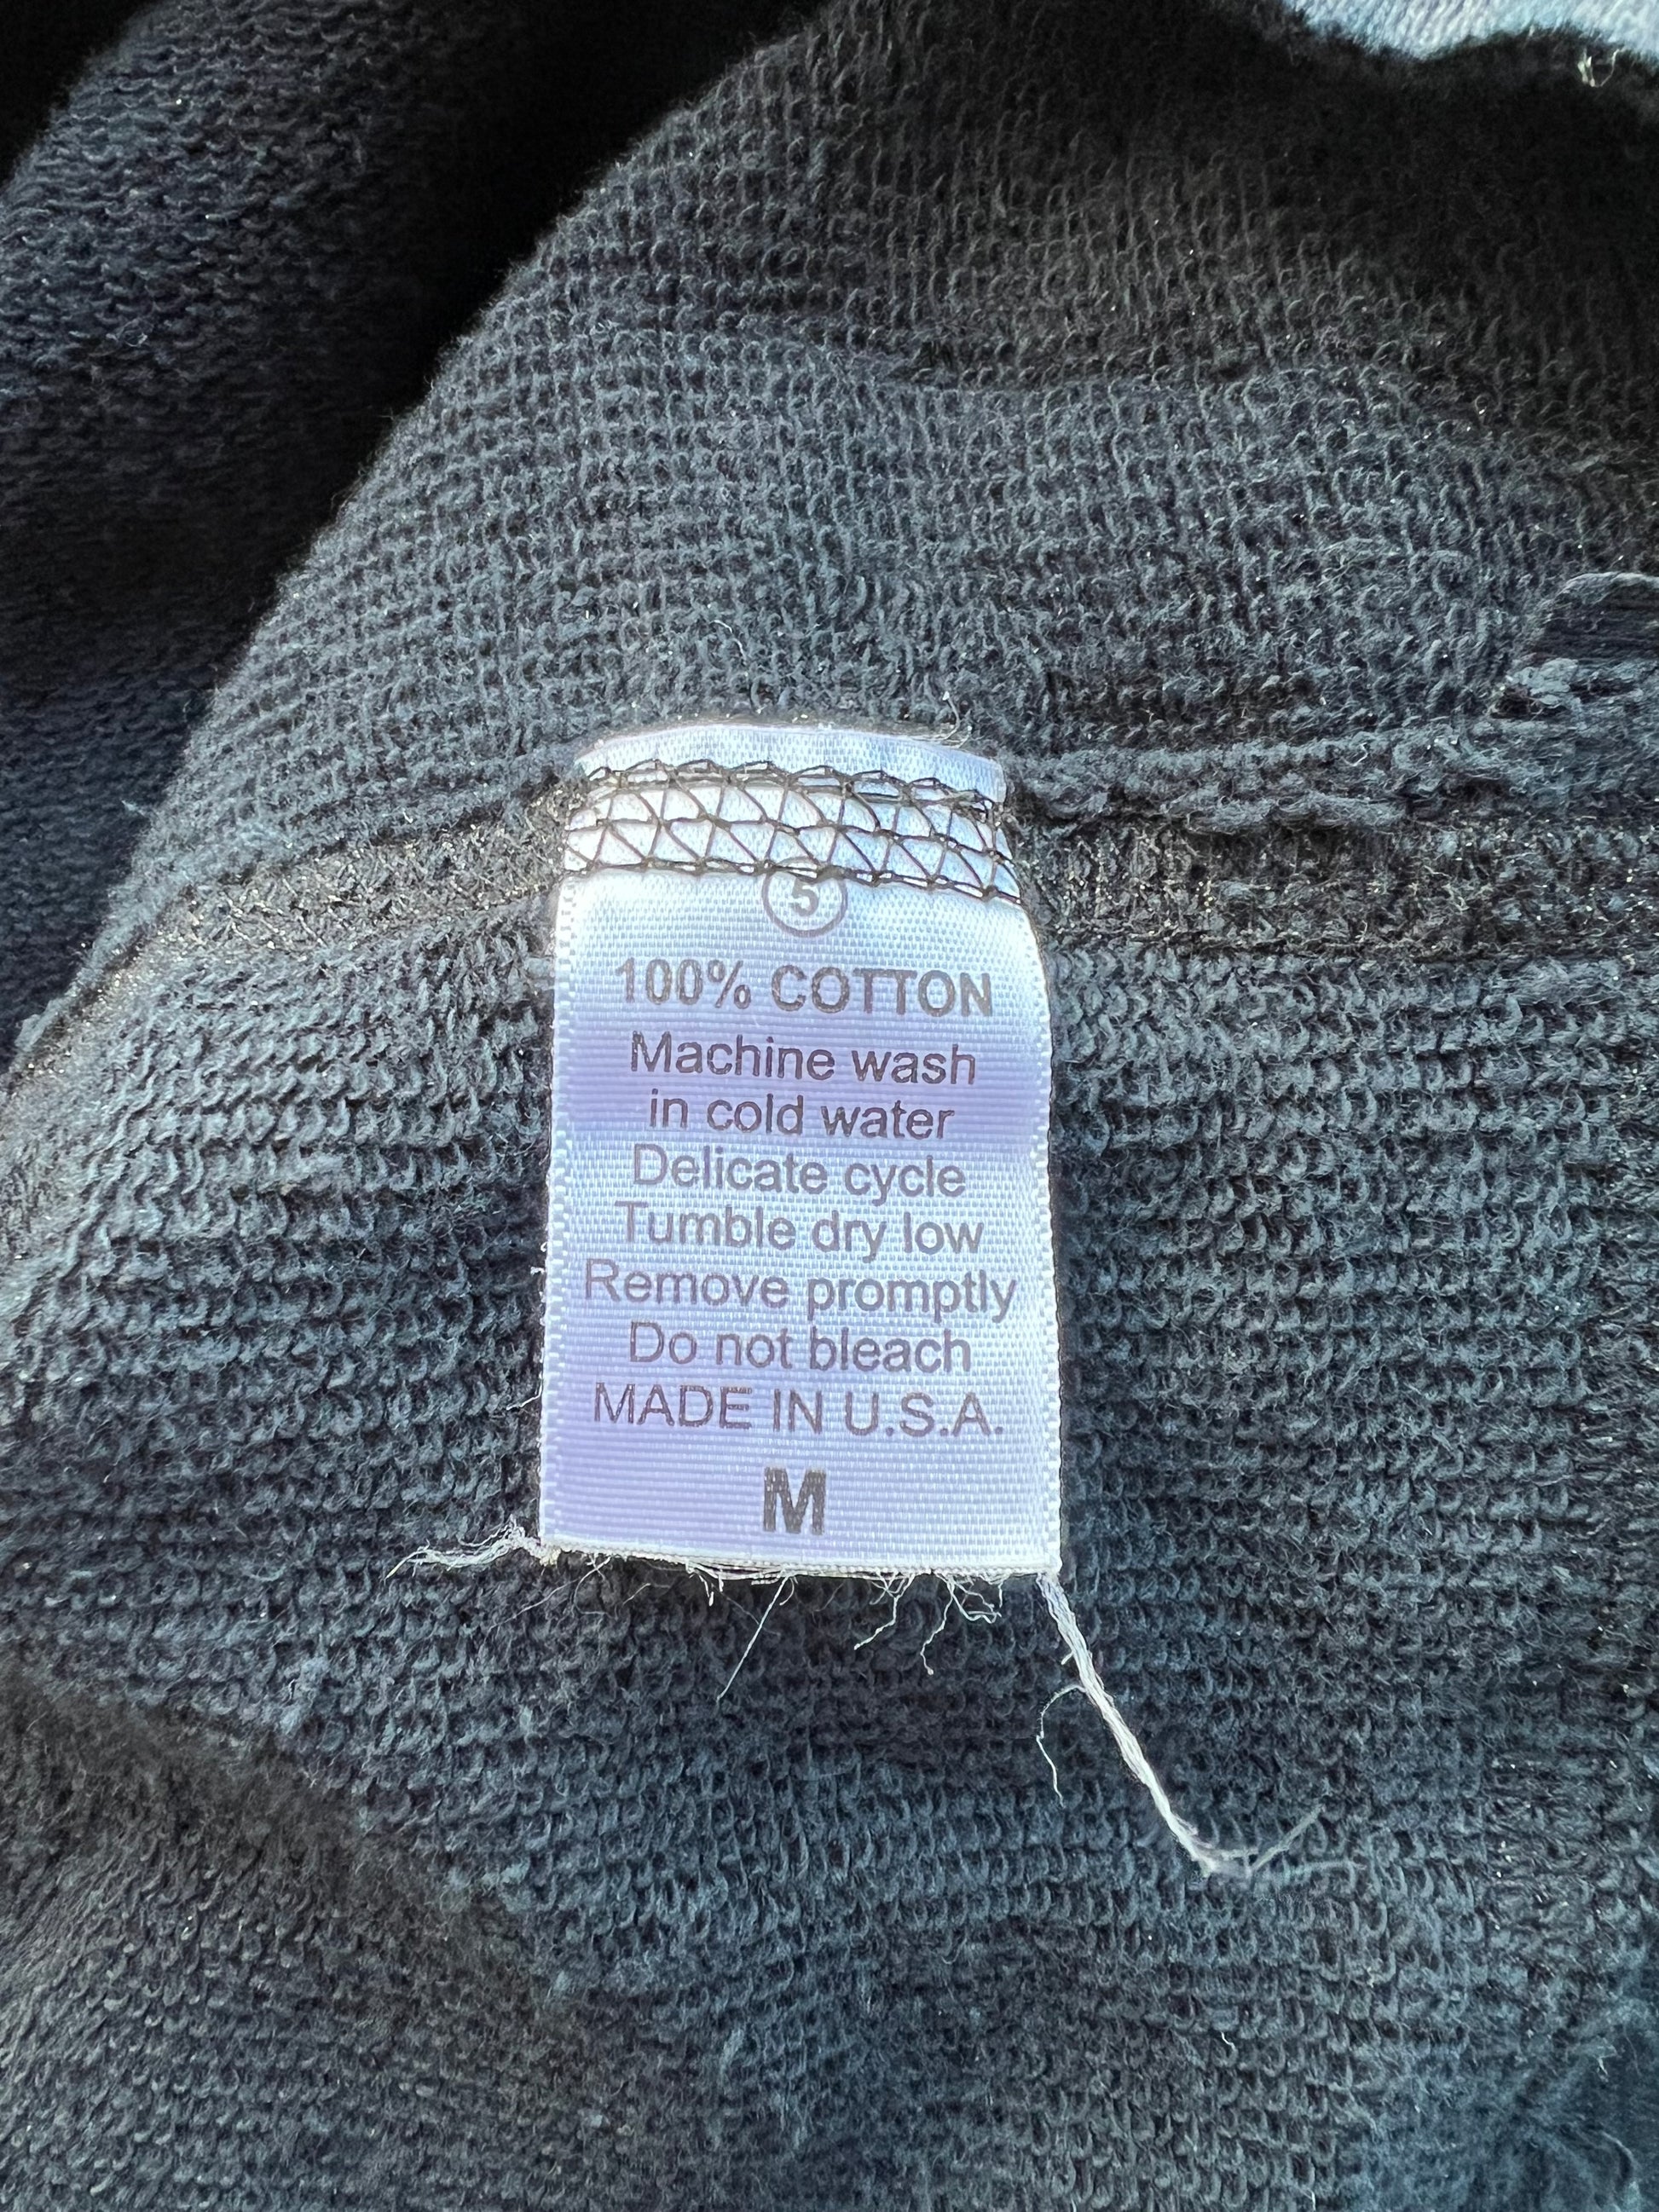 5
100% COTTON
Machine wash
in cold water
Delicate cycle
Tumble dry low
Remove promptly
Do not bleach
MADE IN U.S.A.
M